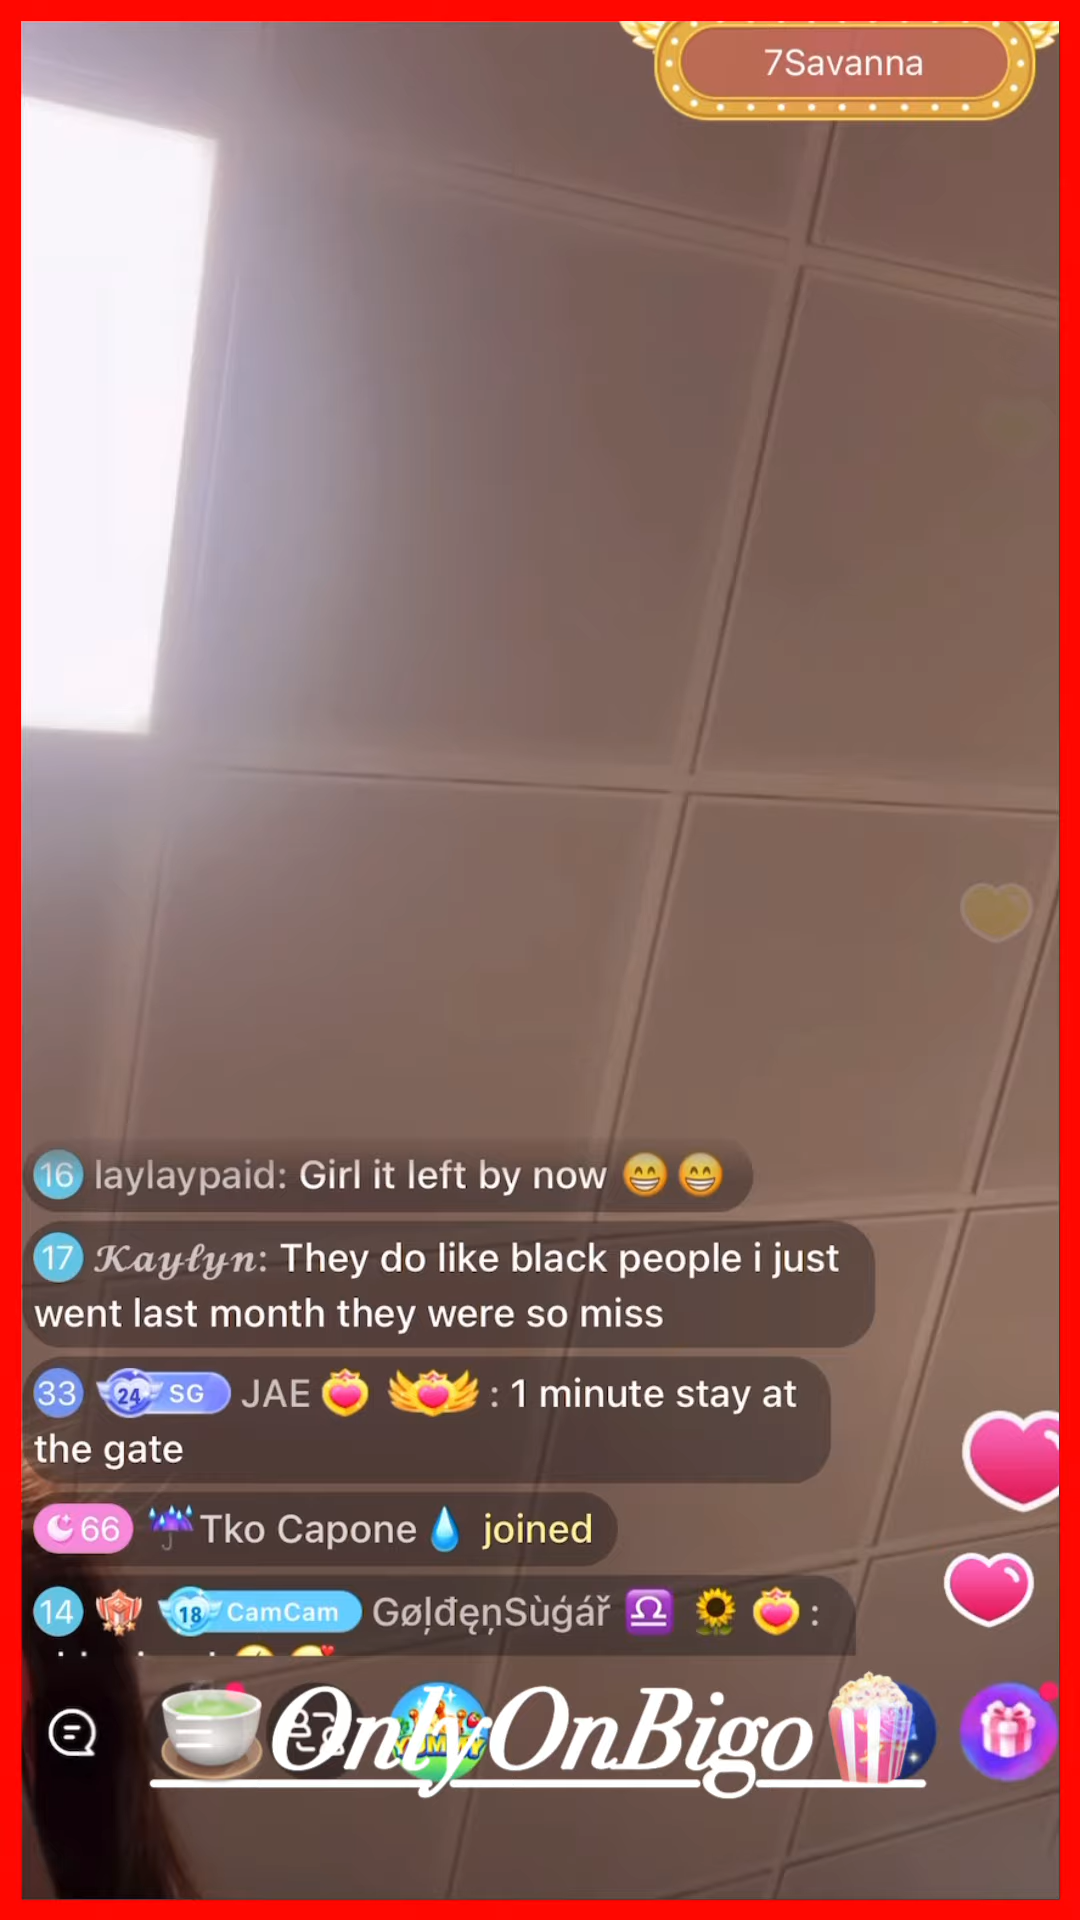 7Savanna
16 laylaypaid: Girl it left by now 😁 😁
17 𝓚𝓪𝔂𝓵𝔂𝓷: They do like black people i just
went last month they were so miss
33 24 SG JAE : 1 minute stay at
the gate
66 ☔Tko Capone💧 joined
14 18 CamCam GøļđęņSùǵář ♎ 🌻 :
YUMMY
OnlyOnBigo